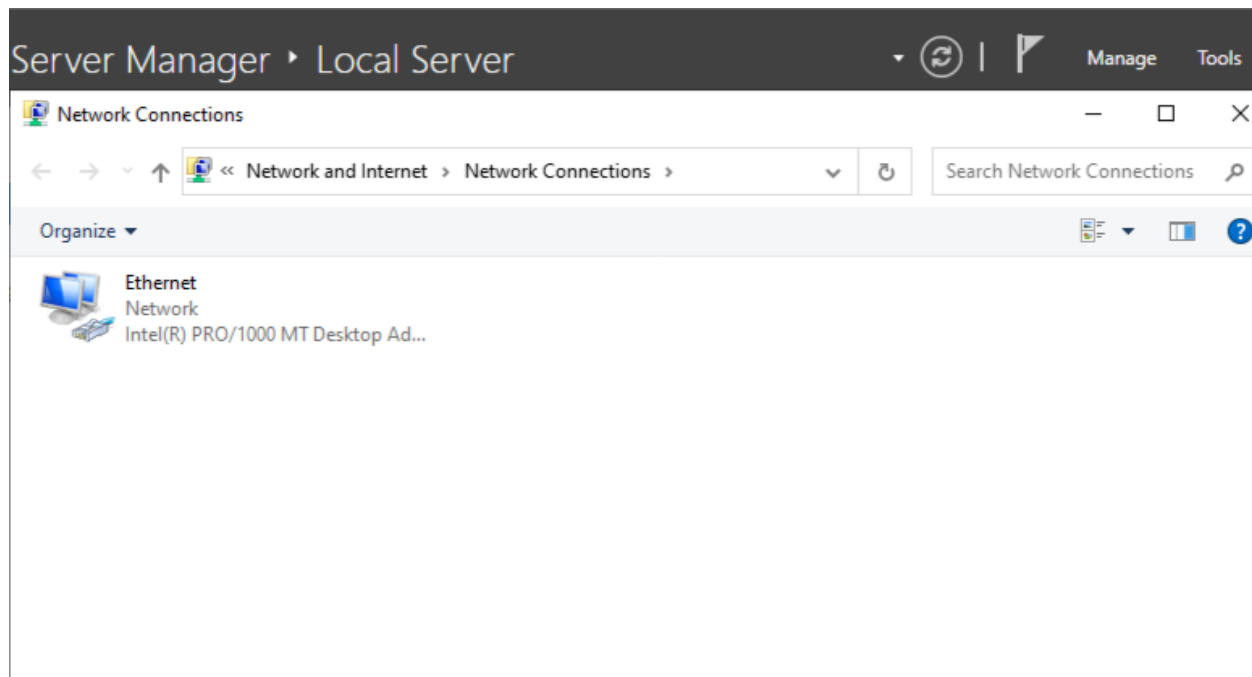 Server Manager ‣ Local Server
Manage
Tools
Network Connections
« Network and Internet › Network Connections ›
Search Network Connections
Organize
?
Ethernet
Network
Intel(R) PRO/1000 MT Desktop Ad...